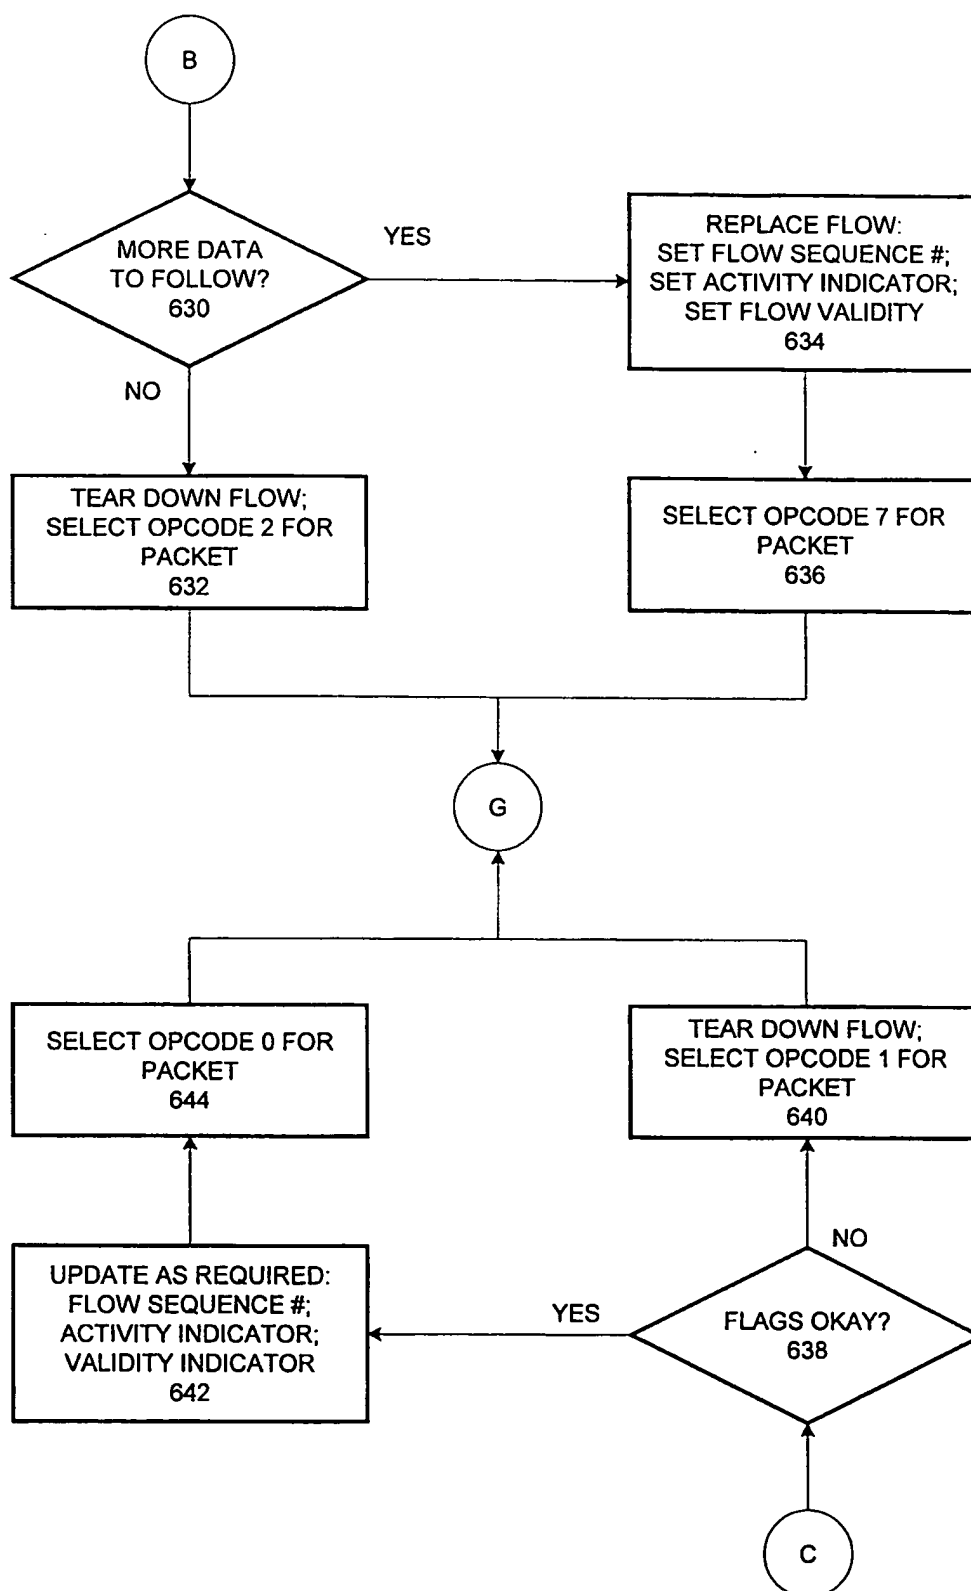 B
MORE DATA
TO FOLLOW?
630
YES
NO
REPLACE FLOW:
SET FLOW SEQUENCE #;
SET ACTIVITY INDICATOR;
SET FLOW VALIDITY
634
TEAR DOWN FLOW;
SELECT OPCODE 2 FOR
PACKET
632
SELECT OPCODE 7 FOR
PACKET
636
G
SELECT OPCODE 0 FOR
PACKET
644
TEAR DOWN FLOW;
SELECT OPCODE 1 FOR
PACKET
640
UPDATE AS REQUIRED:
FLOW SEQUENCE #;
ACTIVITY INDICATOR;
VALIDITY INDICATOR
642
YES
NO
FLAGS OKAY?
638
C